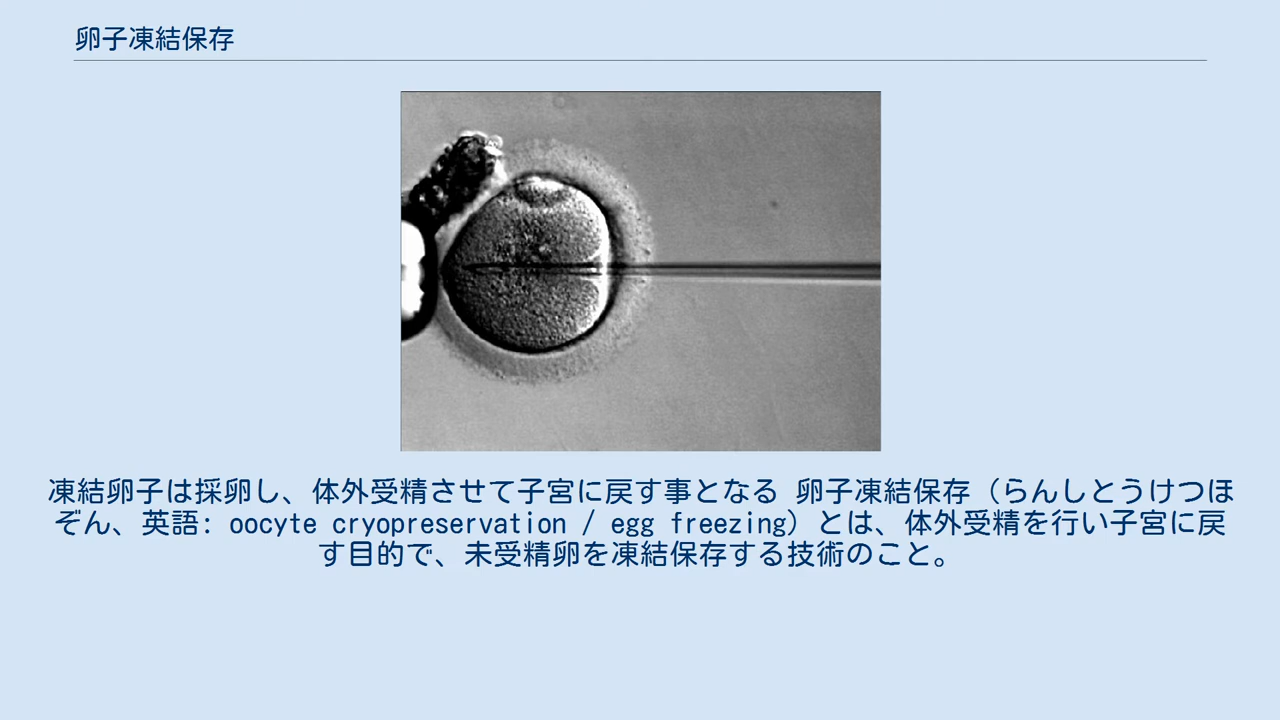 卵子凍結保存
凍結卵子は採卵し、体外受精させて子宮に戻す事となる 卵子凍結保存（らんしとうけつほ
ぞん、英語: oocyte cryopreservation / egg freezing）とは、体外受精を行い子宮に戻
す目的で、未受精卵を凍結保存する技術のこと。